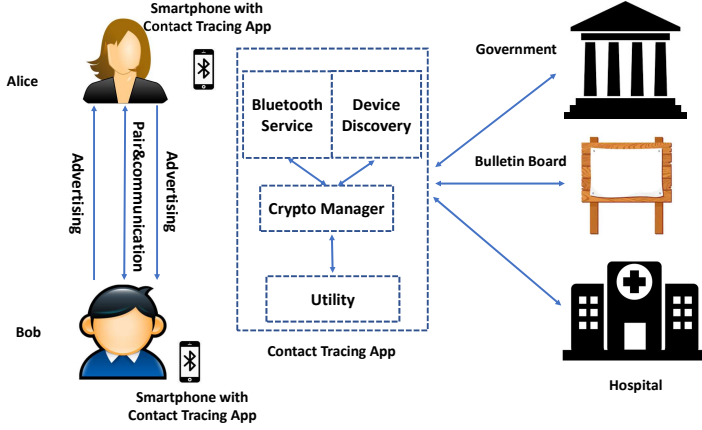 Smartphone with
Contact Tracing App
Alice
Advertising
Pair&communication
Advertising
Bob
Smartphone with
Contact Tracing App
Bluetooth
Service
Device
Discovery
Crypto Manager
Utility
Contact Tracing App
Government
Bulletin Board
Hospital